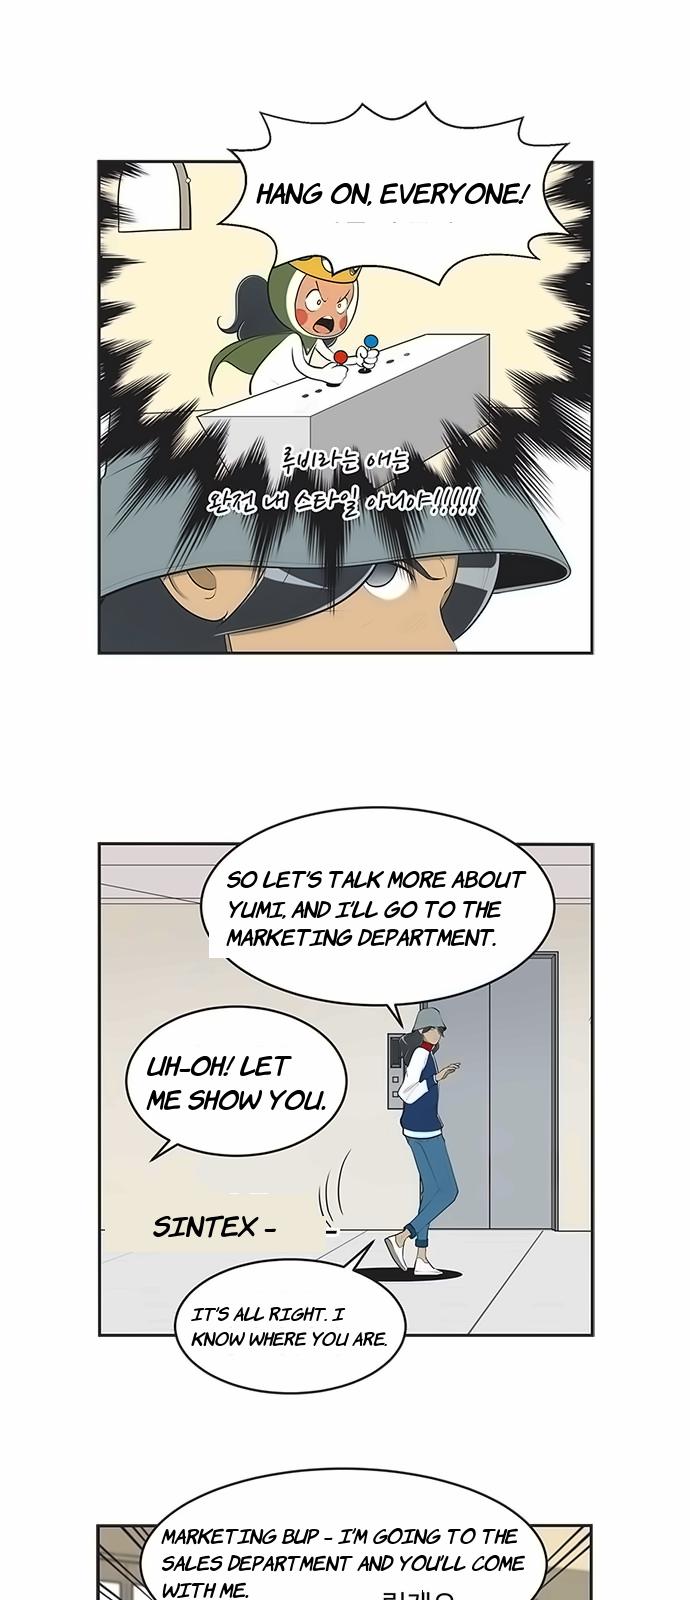 HANG ON, EVERYONE!
루비라는 애는
완전 내 스타일 아니야!!!!!
SO LET'S TALK MORE ABOUT
YUMI, AND I'LL GO TO THE
MARKETING DEPARTMENT.
UH-OH! LET
ME SHOW YOU.
SINTEX - -
IT'S ALL RIGHT. I
KNOW WHERE YOU ARE.
MARKETING BUP - I'M GOING TO THE
SALES DEPARTMENT AND YOU'LL COME
WITH ME.